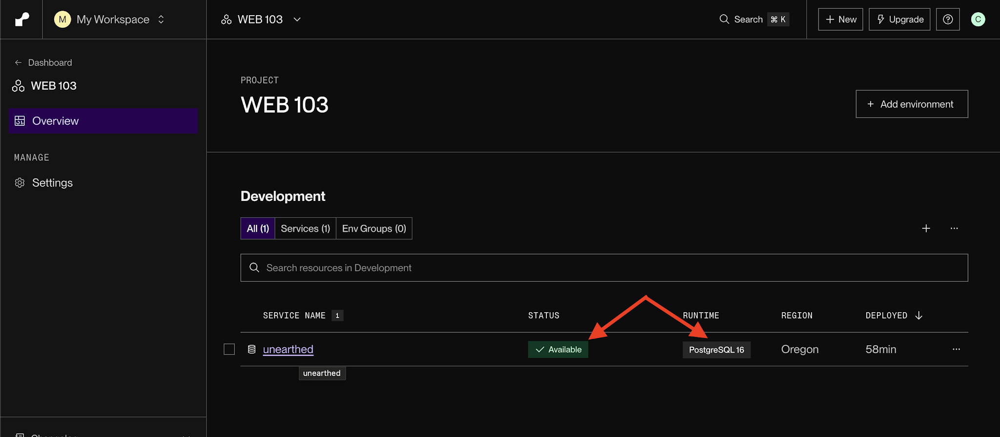 M My Workspace
WEB 103
Search ⌘ K
+ New
Upgrade
C
← Dashboard
WEB 103
Overview
MANAGE
Settings
PROJECT
WEB 103
+ Add environment
Development
All (1) Services (1) Env Groups (0)
Search resources in Development
SERVICE NAME 1 STATUS RUNTIME REGION DEPLOYED ↓
unearthed ✓ Available PostgreSQL 16 Oregon 58min
unearthed
Changelog